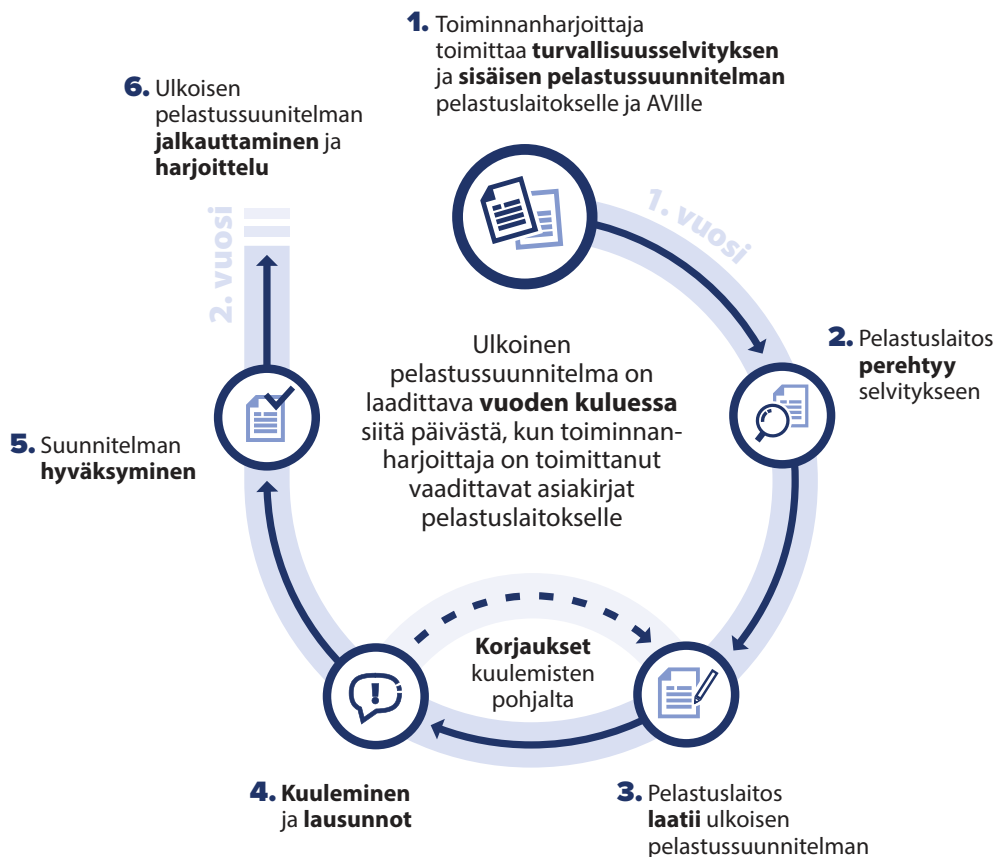 1. Toiminnanharjoittaja
toimittaa turvallisuusselvityksen
ja sisäisen pelastussuunnitelman
pelastuslaitokselle ja AVIlle
1. vuosi
2. Pelastuslaitos
perehtyy
selvitykseen
3. Pelastuslaitos
laatii ulkoisen
pelastussuunnitelman
4. Kuuleminen
ja lausunnot
Korjaukset
kuulemisten
pohjalta
5. Suunnitelman
hyväksyminen
2. vuosi
6. Ulkoisen
pelastussuunitelman
jalkauttaminen ja
harjoittelu
Ulkoinen
pelastussuunnitelma on
laadittava vuoden kuluessa
siitä päivästä, kun toiminnan-
harjoittaja on toimittanut
vaadittavat asiakirjat
pelastuslaitokselle